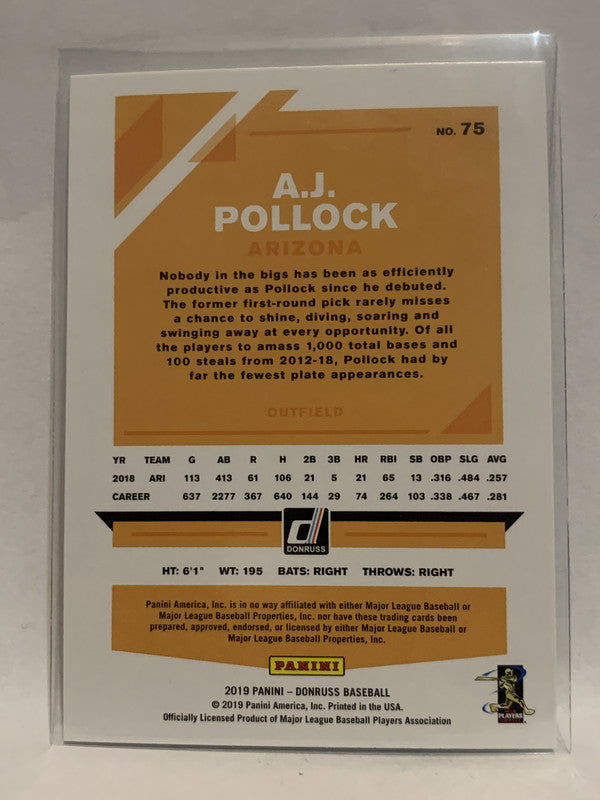 NO. 75
A.J.
POLLOCK
ARIZONA
Nobody in the bigs has been as efficiently
productive as Pollock since he debuted.
The former first-round pick rarely misses
a chance to shine, diving, soaring and
swinging away at every opportunity. Of all
the players to amass 1,000 total bases and
100 steals from 2012-18, Pollock had by
far the fewest plate appearances.
OUTFIELD
YR TEAM G AB R H 2B 3B HR RBI SB OBP SLG AVG
2018 ARI 113 413 61 106 21 5 21 65 13 .316 .484 .257
CAREER 637 2277 367 640 144 29 74 264 103 .338 .467 .281
d
DONRUSS
HT: 6'1" WT: 195 BATS: RIGHT THROWS: RIGHT
Panini America, Inc. is in no way affiliated with either Major League Baseball or
Major League Baseball Properties, Inc. nor have these trading cards been
prepared, approved, endorsed, or licensed by either Major League Baseball or
Major League Baseball Properties, Inc.
PANINI
2019 PANINI – DONRUSS BASEBALL
© 2019 Panini America, Inc. Printed in the USA.
Officially Licensed Product of Major League Baseball Players Association
PLAYERS